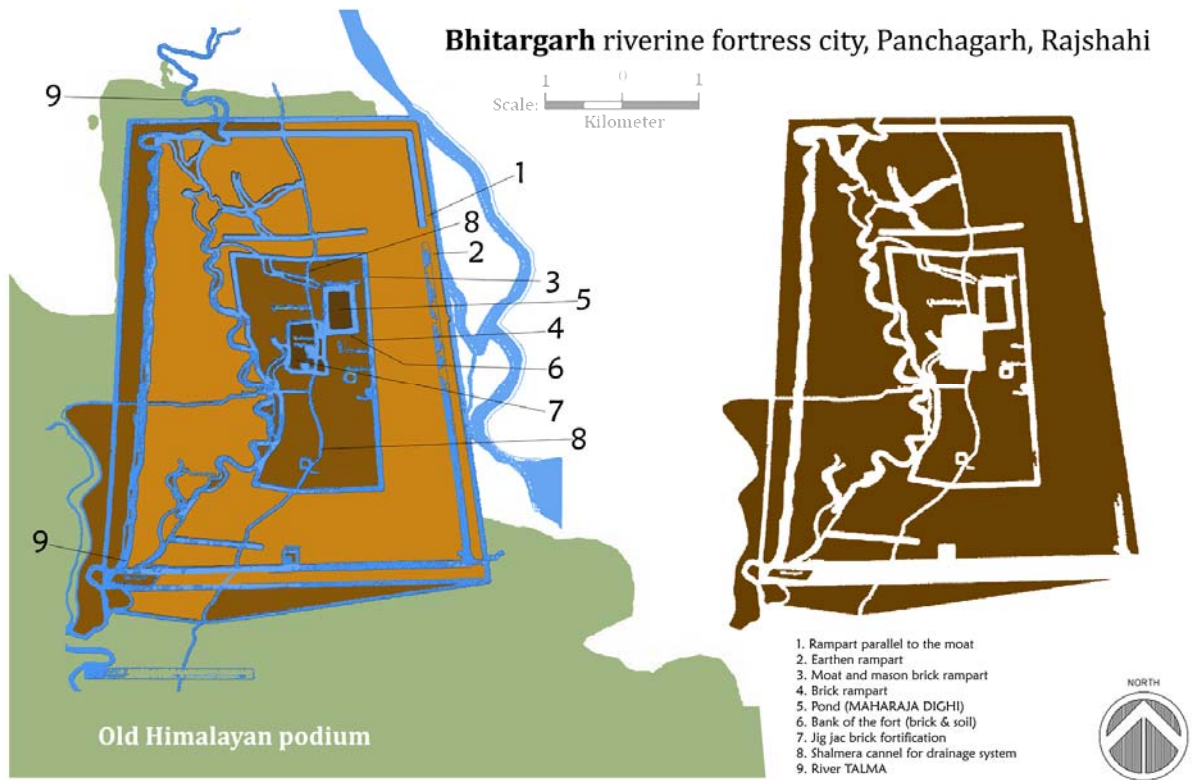 Bhitargarh riverine fortress city, Panchagarh, Rajshahi
1 0 1
Scale:
Kilometer
9
1
8
2
3
5
4
6
7
8
9
Old Himalayan podium
1. Rampart parallel to the moat
2. Earthen rampart
3. Moat and mason brick rampart
4. Brick rampart
5. Pond (MAHARAJA DIGHI)
6. Bank of the fort (brick & soil)
7. Jig jac brick fortification
8. Shalmera cannel for drainage system
9. River TALMA
NORTH